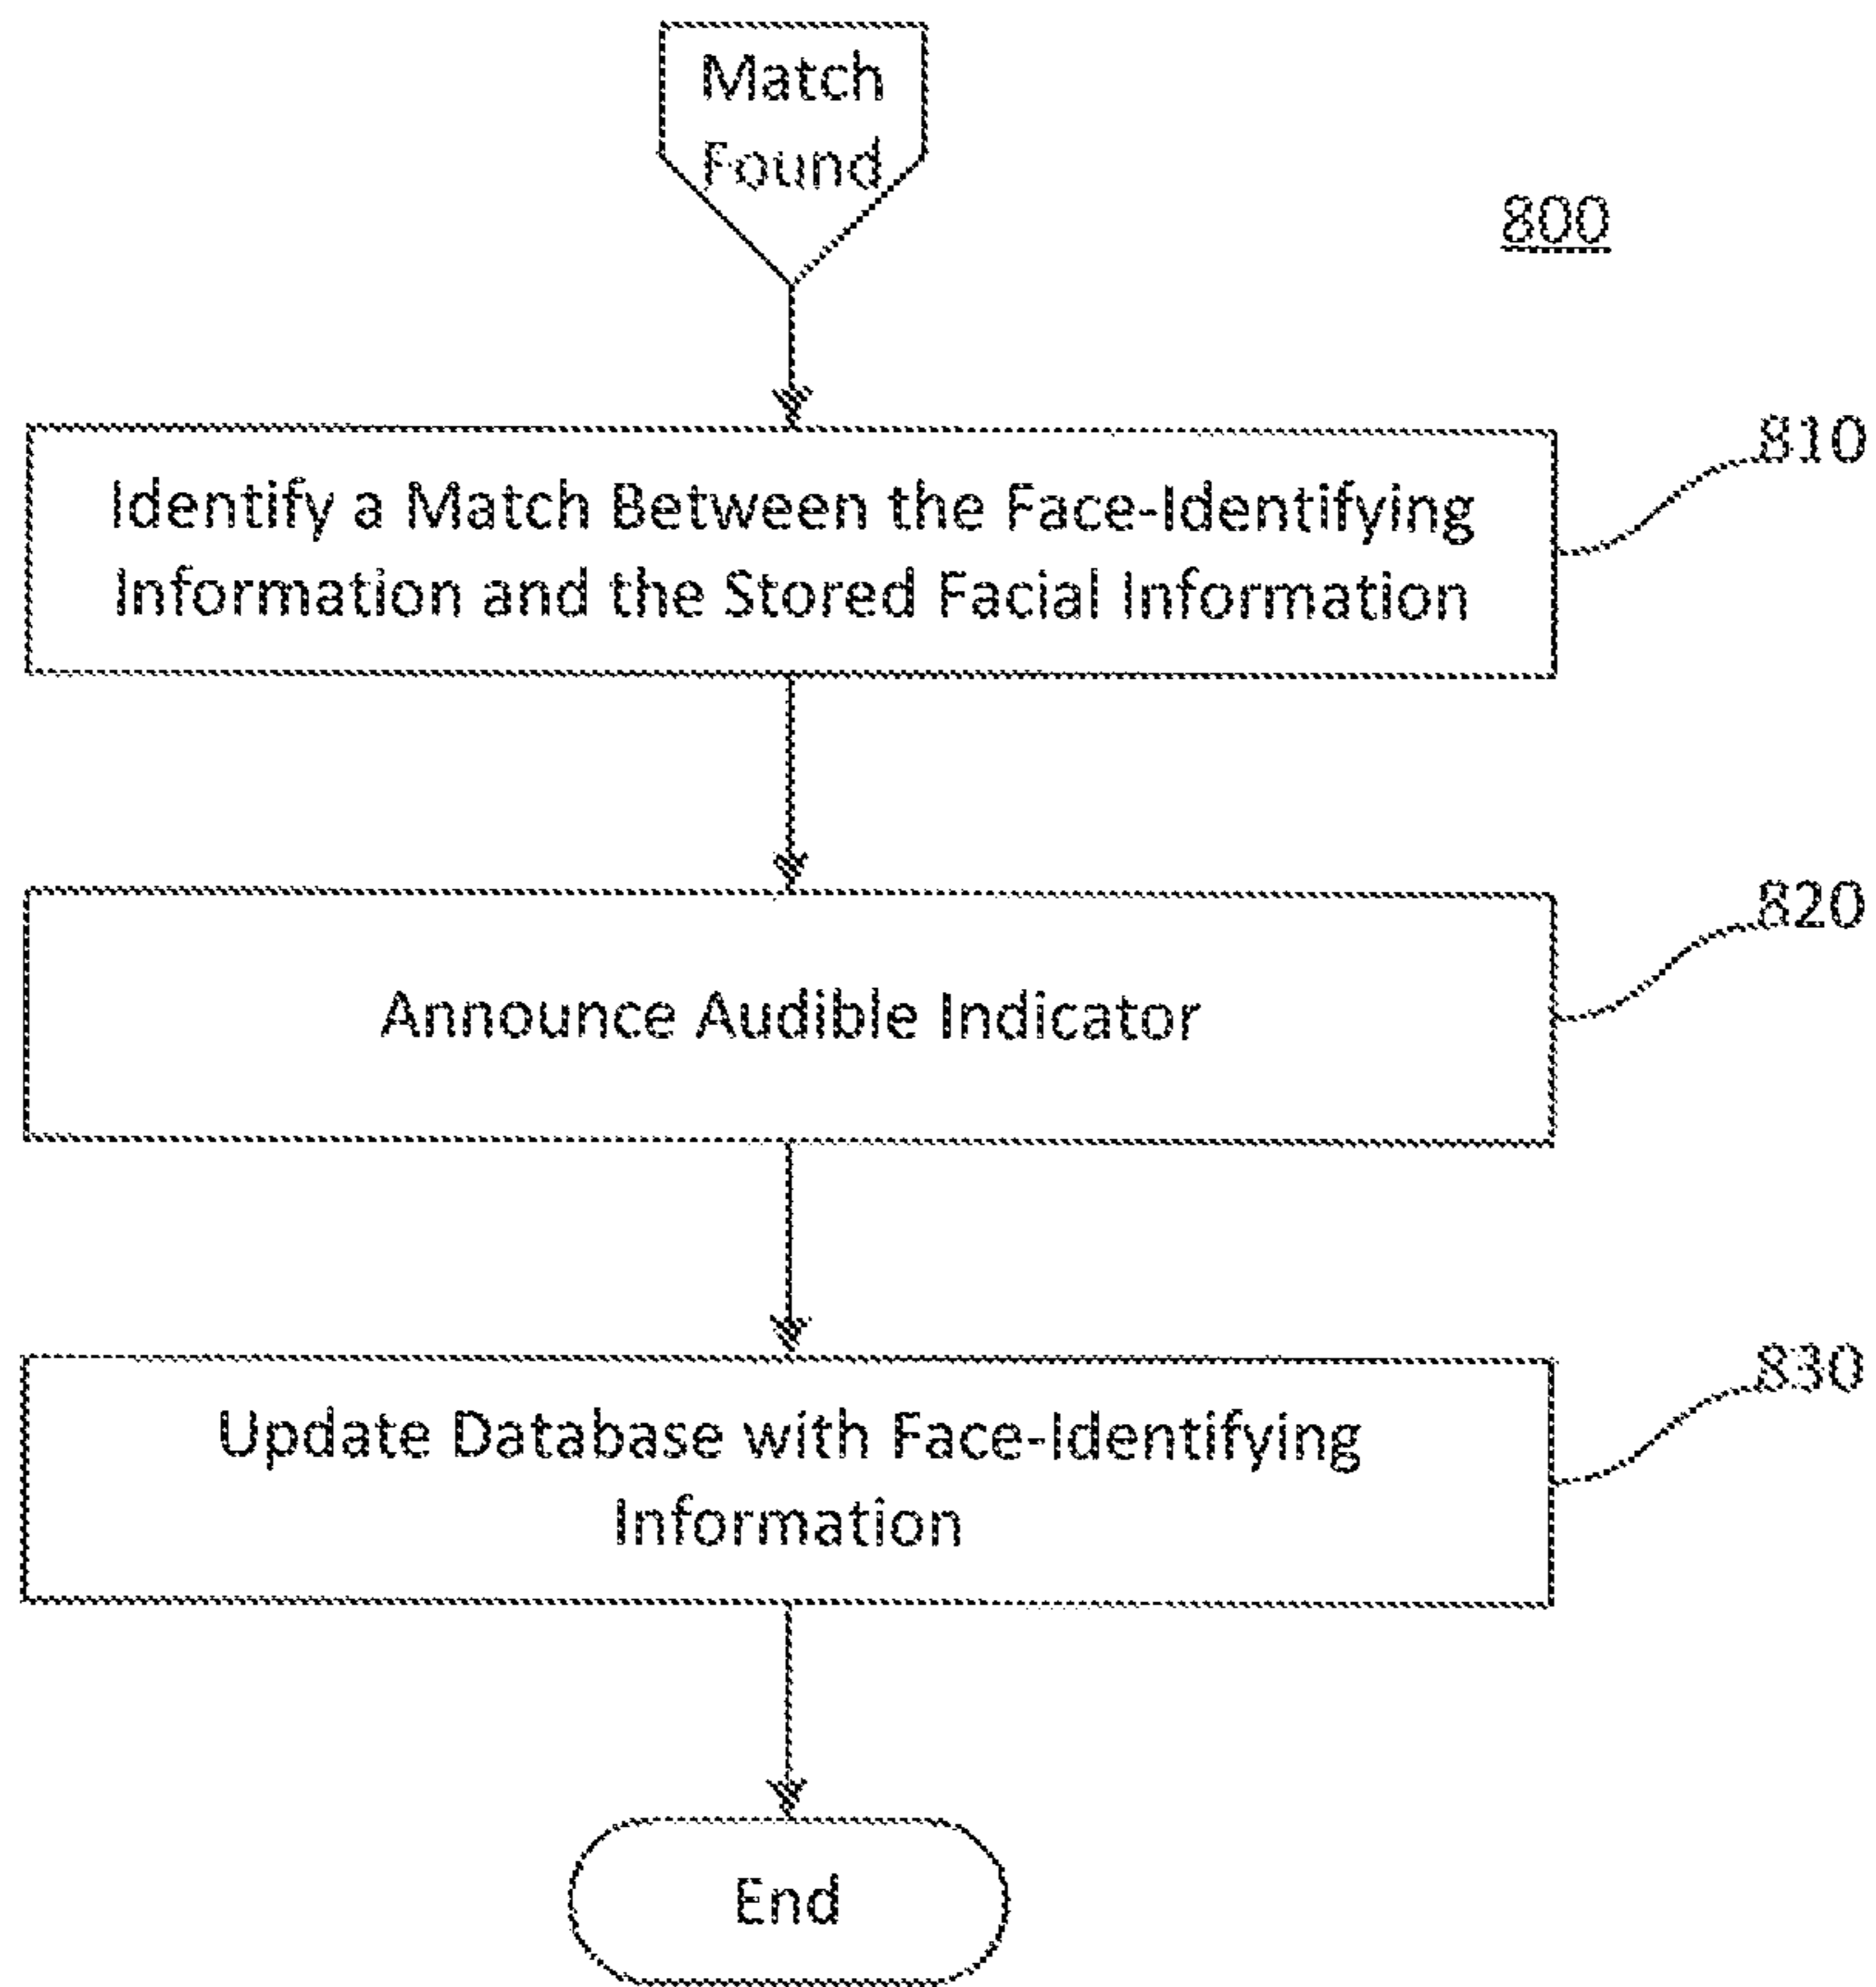 Match
Found
800
810
Identify a Match Between the Face-Identifying
Information and the Stored Facial Information
820
Announce Audible Indicator
830
Update Database with Face-Identifying
Information
End